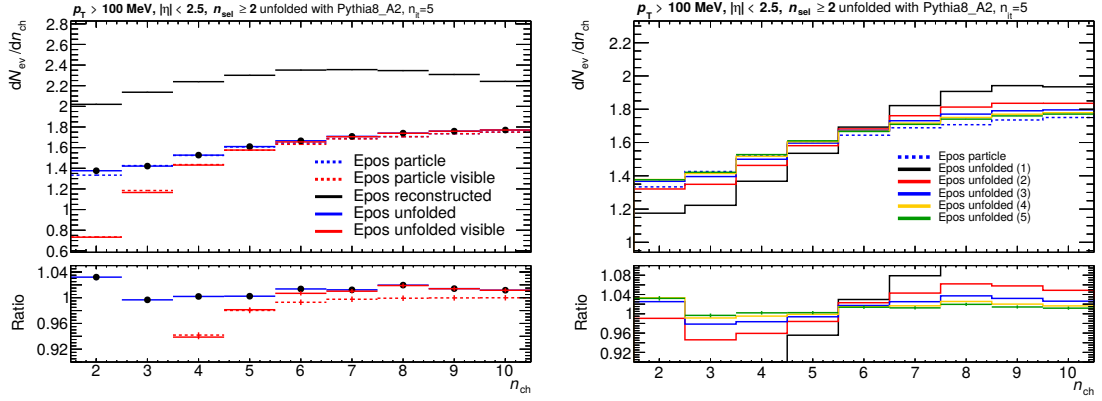 p_T > 100 MeV, |η| < 2.5, n_sel ≥ 2 unfolded with Pythia8_A2, n_it=5
dN_ev/dn_ch
2.8
2.6
2.4
2.2
2
1.8
1.6
1.4
1.2
1
0.8
0.6
Epos particle
Epos particle visible
Epos reconstructed
Epos unfolded
Epos unfolded visible
Ratio
1.04
1.00
0.96
0.92
2 3 4 5 6 7 8 9 10
n_ch
p_T > 100 MeV, |η| < 2.5, n_sel ≥ 2 unfolded with Pythia8_A2, n_it=5
dN_ev/dn_ch
2.2
2
1.8
1.6
1.4
1.2
1
Epos particle
Epos unfolded (1)
Epos unfolded (2)
Epos unfolded (3)
Epos unfolded (4)
Epos unfolded (5)
Ratio
1.08
1.04
1.00
0.96
0.92
2 3 4 5 6 7 8 9 10
n_ch